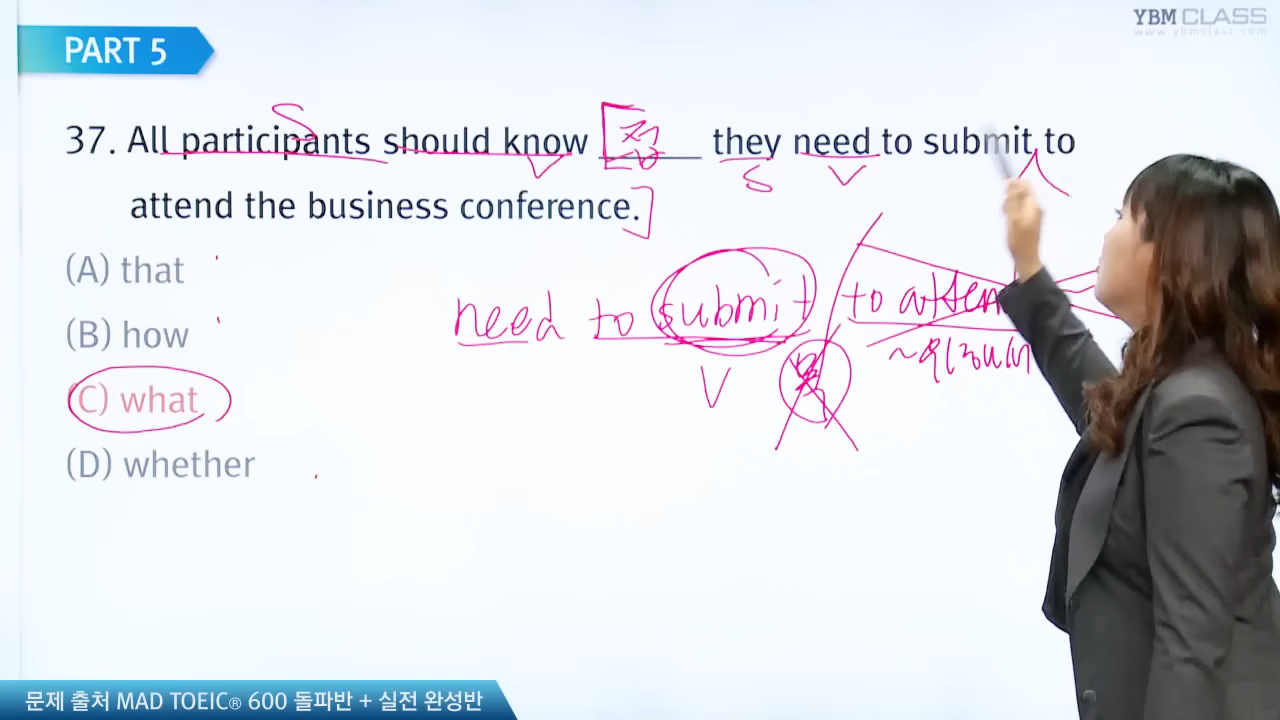 YBM CLASS
www.ybmclass.com
PART 5
37. All participants should know ______ they need to submit to
attend the business conference.
(A) that
(B) how
(C) what
(D) whether
S
V
S
V
need to submit to atten
V
문제 출처 MAD TOEIC® 600 돌파반 + 실전 완성반